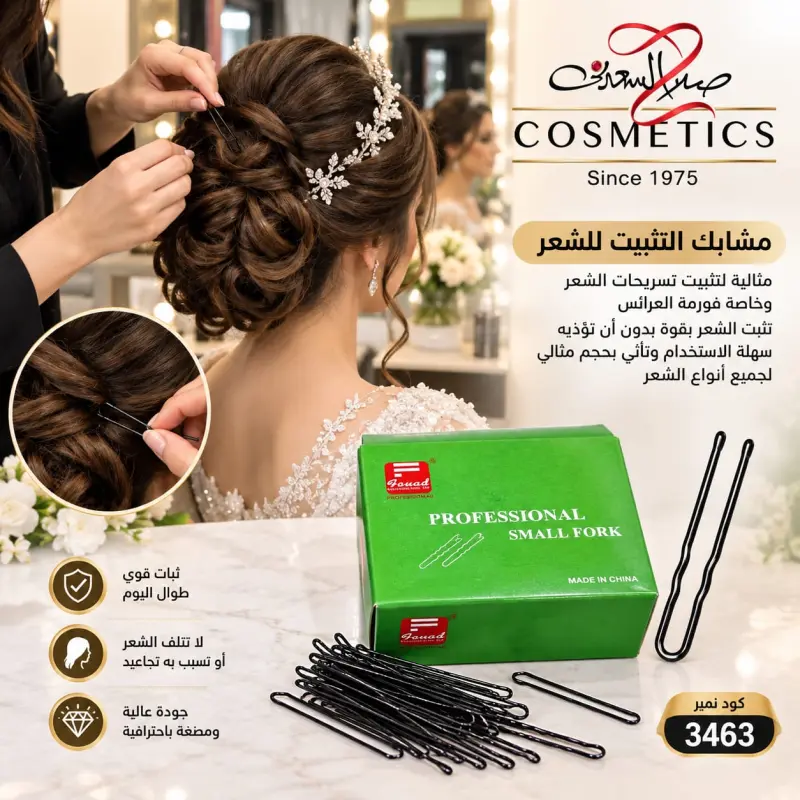 صلاح السعدني
COSMETICS
Since 1975
مشابك التثبيت للشعر
مثالية لتثبيت تسريحات الشعر
وخاصة فورمة العرائس
تثبت الشعر بقوة بدون أن تؤذيه
سهلة الاستخدام وتأتي بحجم مثالي
لجميع أنواع الشعر
F
Fouad
PROFESSIONAL
SMALL FORK
MADE IN CHINA
F
Fouad
ثبات قوي
طوال اليوم
لا تتلف الشعر
أو تسبب به تجاعيد
جودة عالية
ومضغة باحترافية
كود نمبر
3463